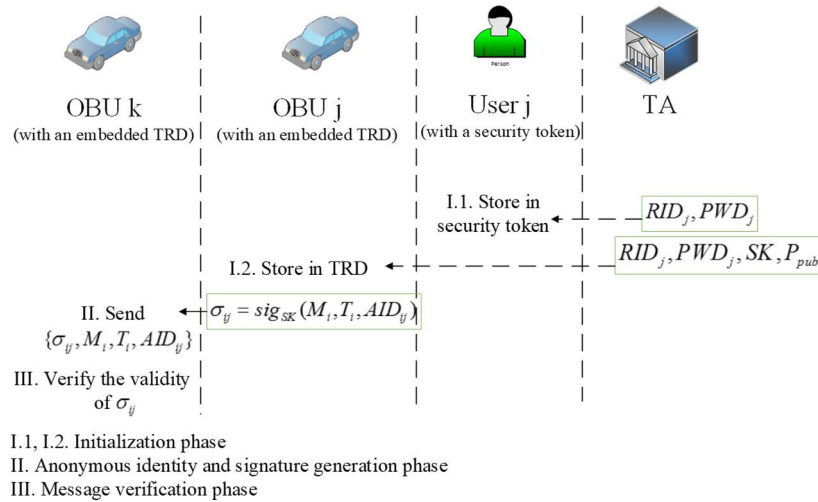 Person
OBU k
OBU j
User j
TA
(with an embedded TRD)
(with an embedded TRD)
(with a security token)
I.1. Store in
security token
RID_j, PWD_j
I.2. Store in TRD
RID_j, PWD_j, SK, P_pub
II. Send
{σ_ij, M_i, T_i, AID_ij}
σ_ij = sig_SK(M_i, T_i, AID_ij)
III. Verify the validity
of σ_ij
I.1, I.2. Initialization phase
II. Anonymous identity and signature generation phase
III. Message verification phase